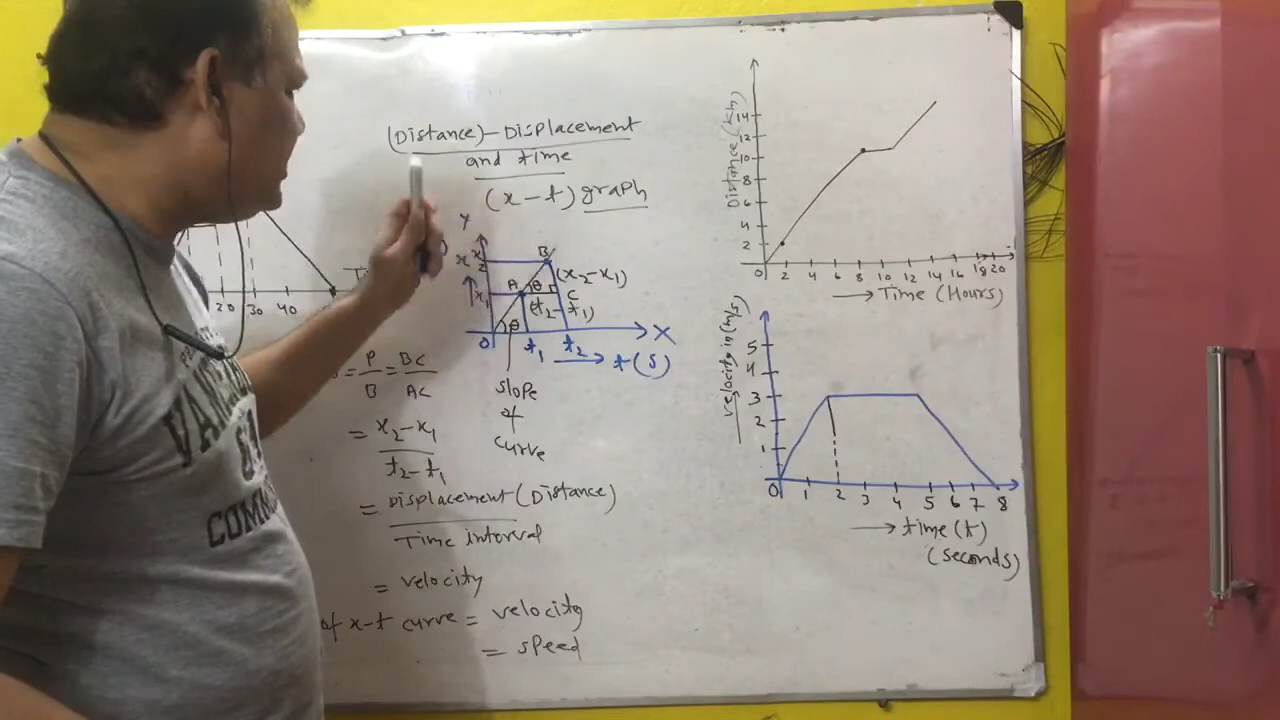 (Distance) - Displacement
and time
(x - t) graph
Y
x2
x1
A
B
C
θ
θ
(x2 - x1)
(t2 - t1)
O
t1
t2
X
→ t (s)
slope
of
curve
= P/B = BC/AC
= x2 - x1
t2 - t1
= Displacement (Distance)
Time interval
= velocity
of x-t curve = velocity
= speed
20 30 40
Distance (km)
14
12
10
8
6
4
2
0 2 4 6 8 10 12 14 16 18 20
→ Time (Hours)
velocity in (m/s)
5
4
3
2
1
0 1 2 3 4 5 6 7 8
→ time (t)
(seconds)